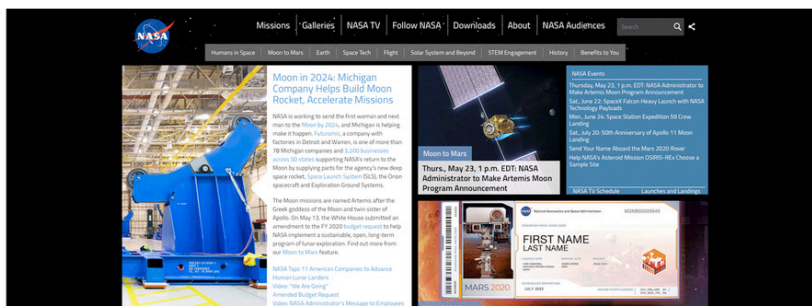 NASA
Missions Galleries NASA TV Follow NASA Downloads About NASA Audiences Search
Humans in Space Moon to Mars Earth Space Tech Flight Solar System and Beyond STEM Engagement History Benefits to You
Moon in 2024: Michigan
Company Helps Build Moon
Rocket, Accelerate Missions
NASA is working to send the first woman and next
man to the Moon by 2024, and Michigan is helping
make it happen. Futuramic, a company with
factories in Detroit and Warren, is one of more than
78 Michigan companies and 3,200 businesses
across 50 states supporting NASA's return to the
Moon by supplying parts for the agency's new deep
space rocket, Space Launch System (SLS), the Orion
spacecraft and Exploration Ground Systems.
The Moon missions are named Artemis after the
Greek goddess of the Moon and twin sister of
Apollo. On May 13, the White House submitted an
amendment to the FY 2020 budget request to help
NASA implement a sustainable, open, long-term
program of lunar exploration. Find out more from
our Moon to Mars feature.
NASA Taps 11 American Companies to Advance
Human Lunar Landers
Video: "We Are Going"
Amended Budget Request
Video: NASA Administrator's Message to Employees
Moon to Mars
Thurs., May 23, 1 p.m. EDT: NASA
Administrator to Make Artemis Moon
Program Announcement
NASA Events
Thursday, May 23, 1 p.m. EDT: NASA Administrator to
Make Artemis Moon Program Announcement
Sat., June 22: SpaceX Falcon Heavy Launch with NASA
Technology Payloads
Mon., June 24: Space Station Expedition 59 Crew
Landing
Sat., July 20: 50th Anniversary of Apollo 11 Moon
Landing
Send Your Name Aboard the Mars 2020 Rover
Help NASA's Asteroid Mission OSIRIS-REx Choose a
Sample Site
NASA TV Schedule Launches and Landings
National Aeronautics and Space Administration
FIRST NAME
LAST NAME
MARS 2020
JULY 2020